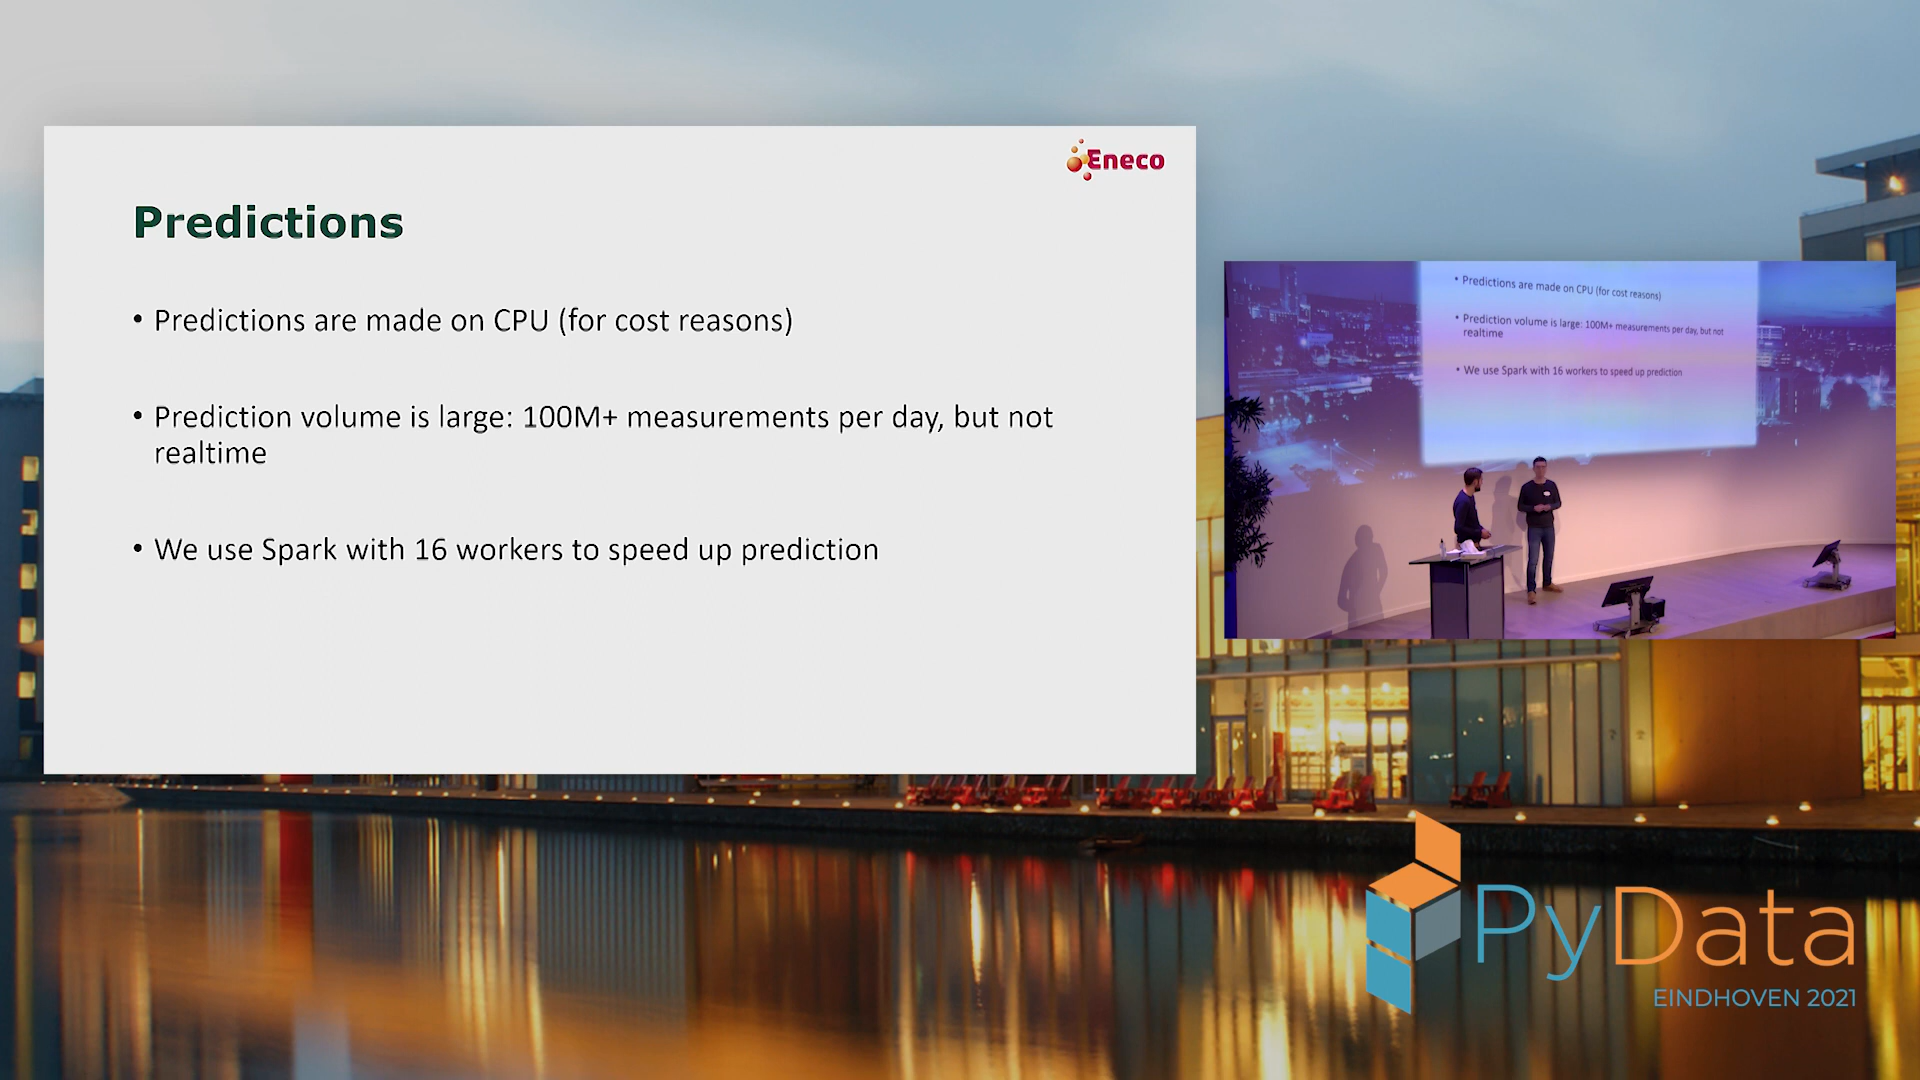 Eneco
Predictions
• Predictions are made on CPU (for cost reasons)
• Prediction volume is large: 100M+ measurements per day, but not
realtime
• We use Spark with 16 workers to speed up prediction
• Predictions are made on CPU (for cost reasons)
• Prediction volume is large: 100M+ measurements per day, but not
realtime
• We use Spark with 16 workers to speed up prediction
PyData
EINDHOVEN 2021